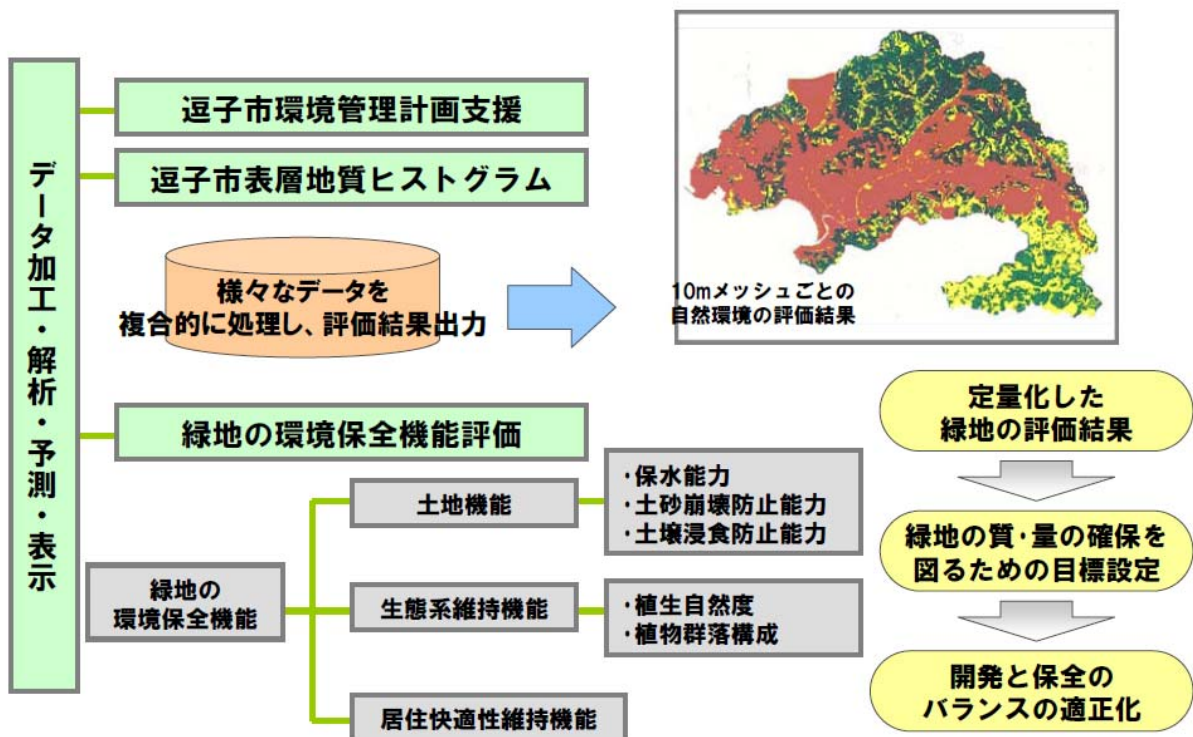 データ加工・解析・予測・表示
逗子市環境管理計画支援
逗子市表層地質ヒストグラム
様々なデータを
複合的に処理し、評価結果出力
10mメッシュごとの
自然環境の評価結果
緑地の環境保全機能評価
緑地の
環境保全機能
土地機能
・保水能力
・土砂崩壊防止能力
・土壌浸食防止能力
生態系維持機能
・植生自然度
・植物群落構成
居住快適性維持機能
定量化した
緑地の評価結果
緑地の質・量の確保を
図るための目標設定
開発と保全の
バランスの適正化